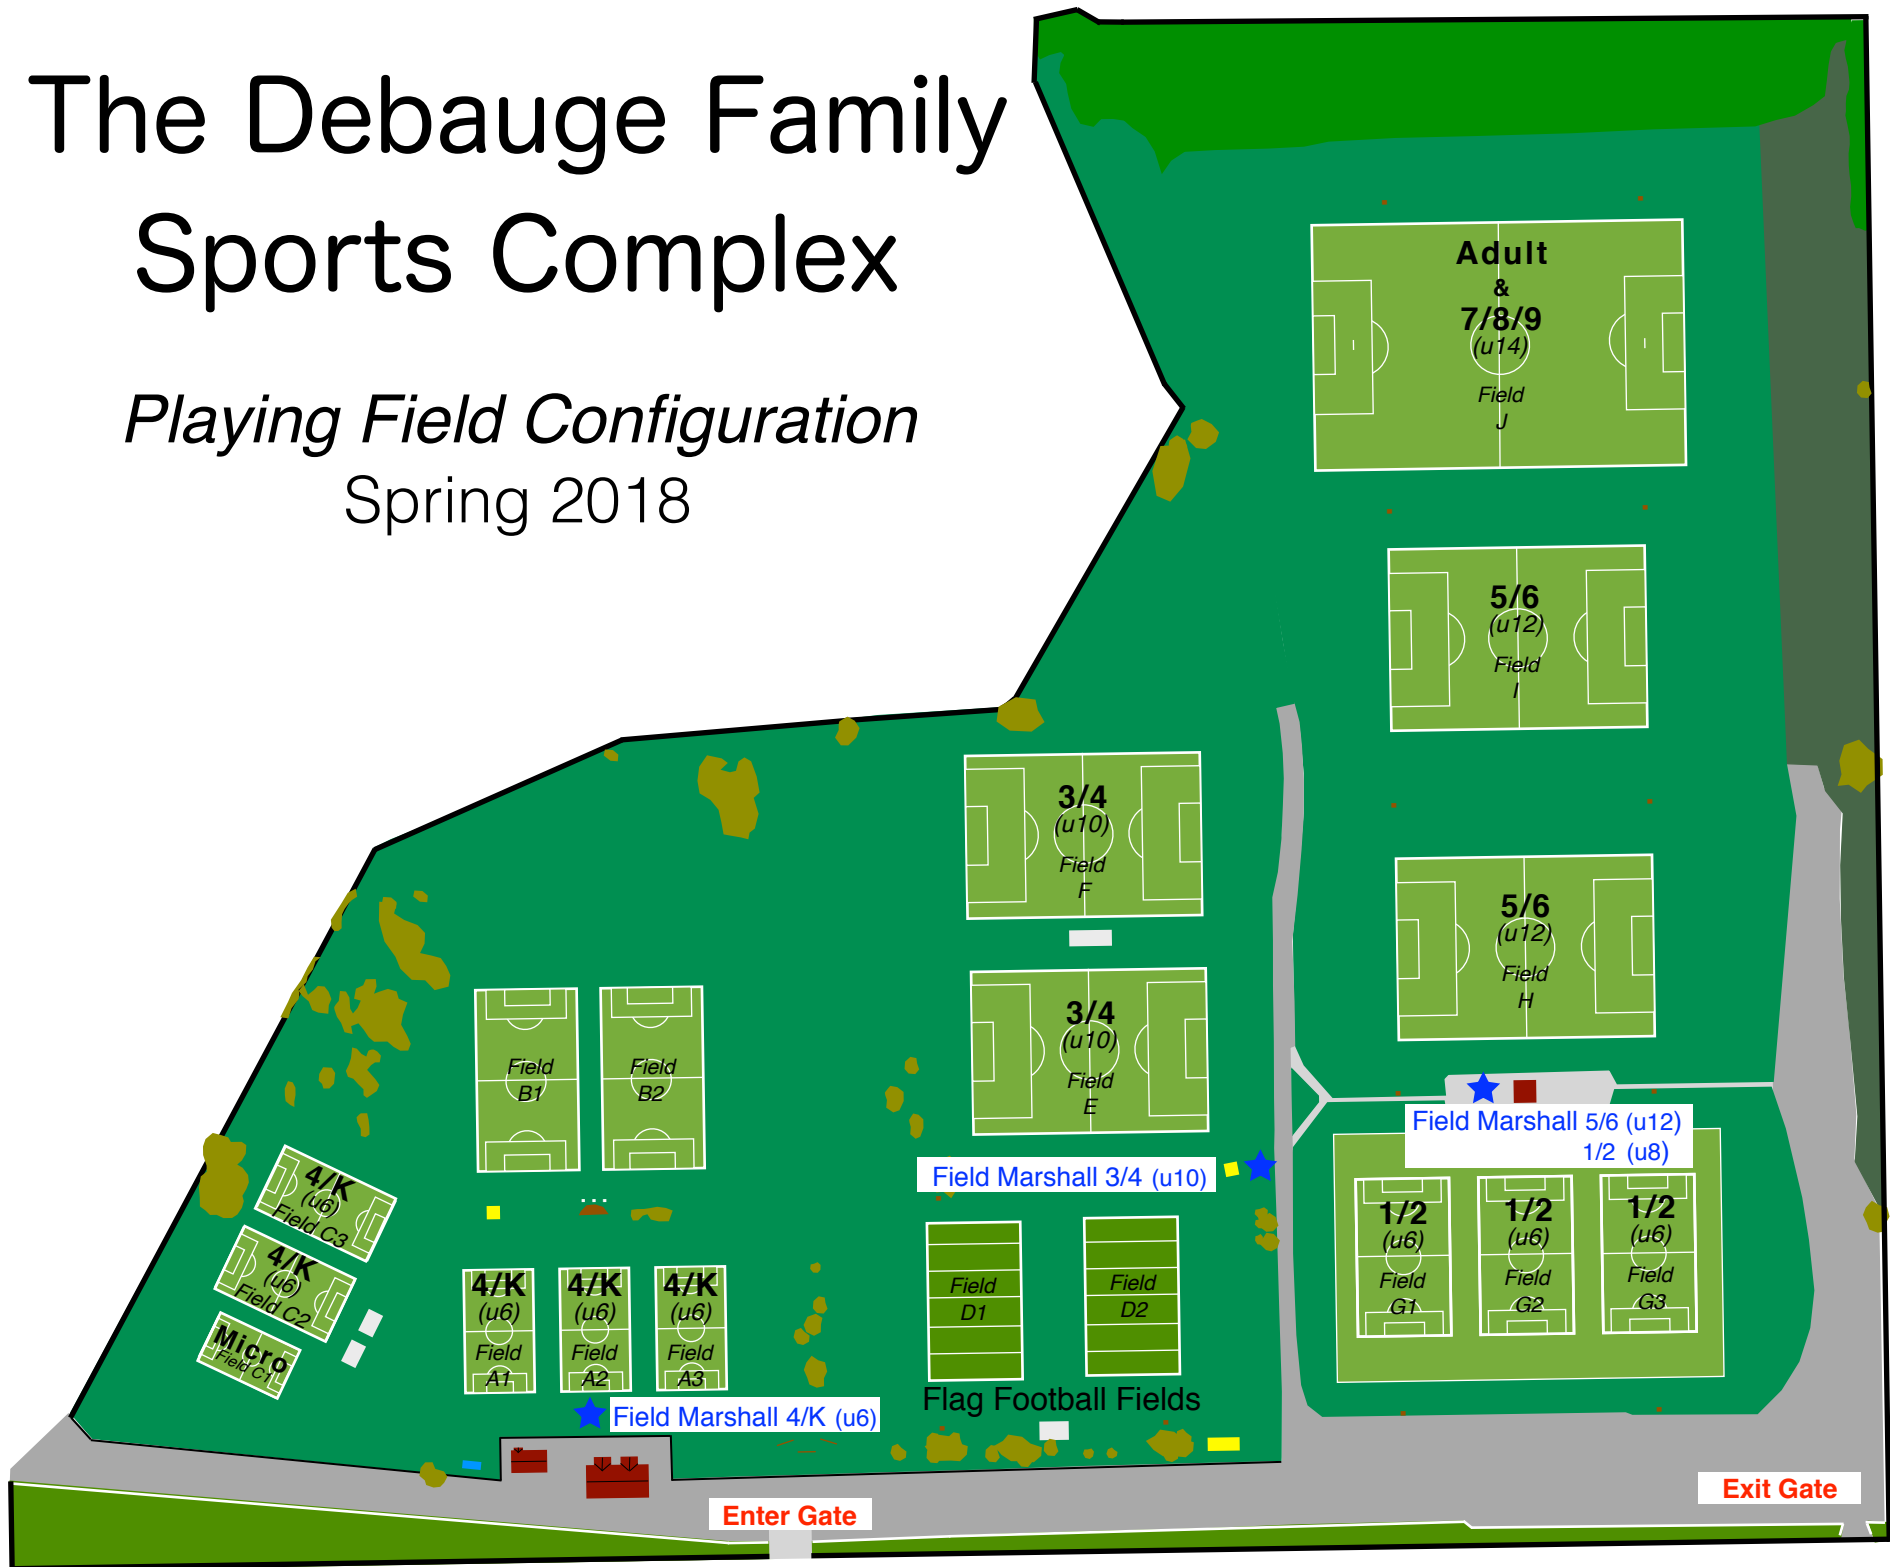 The Debauge Family
Sports Complex
Playing Field Configuration
Spring 2018
Adult
&
7/8/9
(u14)
Field
J
5/6
(u12)
Field
I
3/4
(u10)
Field
F
5/6
(u12)
Field
H
3/4
(u10)
Field
E
Field
B1
Field
B2
Field Marshall 5/6 (u12)
1/2 (u8)
Field Marshall 3/4 (u10)
4/K
(u6)
Field C3
4/K
(u6)
Field C2
Micro
Field C1
4/K
(u6)
Field
A1
4/K
(u6)
Field
A2
4/K
(u6)
Field
A3
Field
D1
Field
D2
1/2
(u6)
Field
G1
1/2
(u6)
Field
G2
1/2
(u6)
Field
G3
Flag Football Fields
Field Marshall 4/K (u6)
Enter Gate
Exit Gate